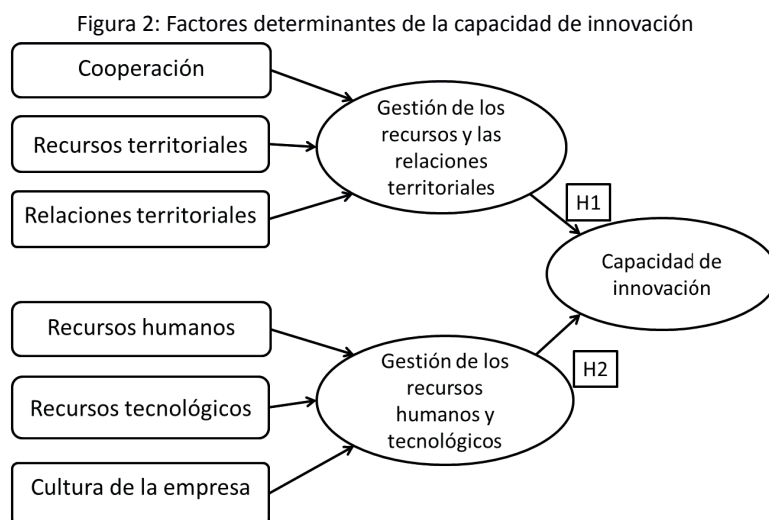 Figura 2: Factores determinantes de la capacidad de innovación
Cooperación
Recursos territoriales
Relaciones territoriales
Gestión de los
recursos y las
relaciones
territoriales
H1
Capacidad de
innovación
Recursos humanos
Recursos tecnológicos
Cultura de la empresa
Gestión de los
recursos
humanos y
tecnológicos
H2